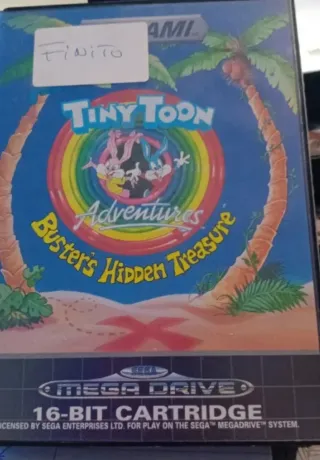 FINITO
TINY TOON
Adventures
Buster's Hidden Treasure
SEGA
MEGA DRIVE
16-BIT CARTRIDGE
LICENSED BY SEGA ENTERPRISES LTD. FOR PLAY ON THE SEGA™ MEGADRIVE™ SYSTEM.